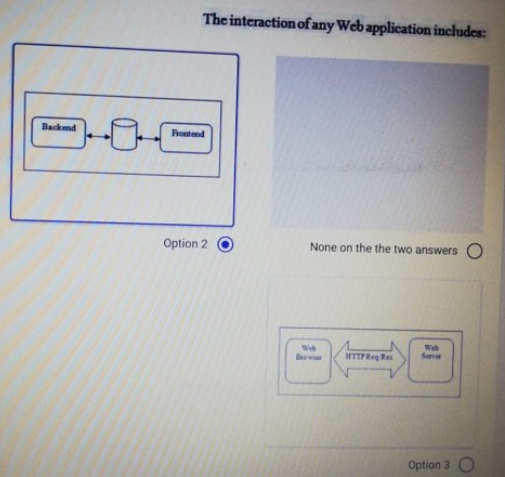 The interaction of any Web application includes:
Backend
Frontend
Option 2
None on the the two answers
Web
Browser
HTTP Req/Res
Web
Server
Option 3